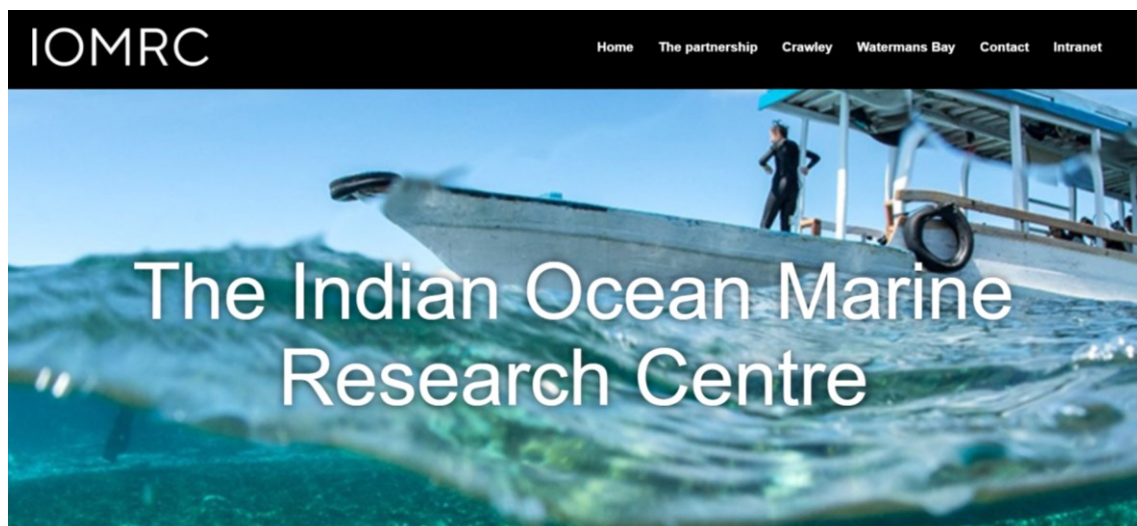 IOMRC
Home The partnership Crawley Watermans Bay Contact Intranet
The Indian Ocean Marine
Research Centre